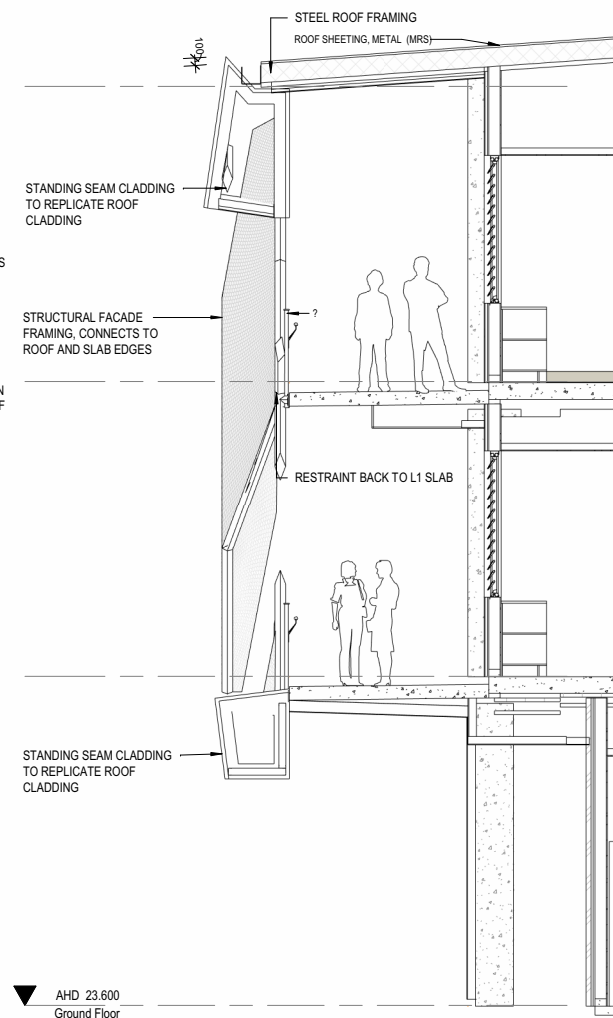 STEEL ROOF FRAMING
ROOF SHEETING, METAL (MRS)
100
STANDING SEAM CLADDING
TO REPLICATE ROOF
CLADDING
S
STRUCTURAL FACADE
FRAMING, CONNECTS TO
ROOF AND SLAB EDGES
?
N
F
RESTRAINT BACK TO L1 SLAB
STANDING SEAM CLADDING
TO REPLICATE ROOF
CLADDING
AHD 23.600
Ground Floor